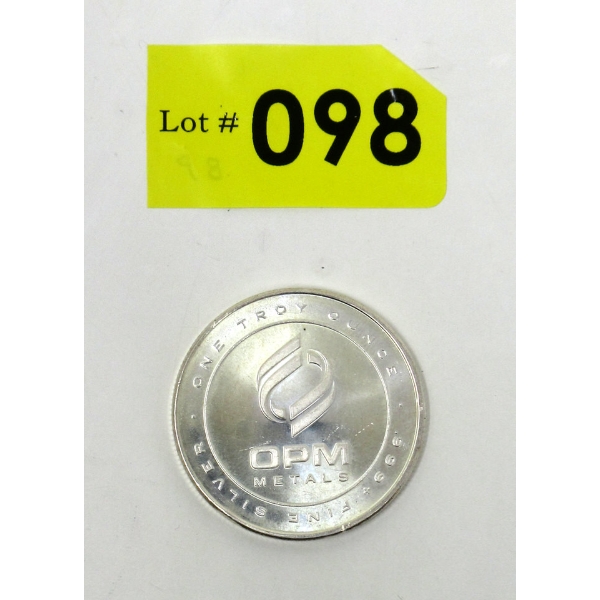 Lot # 098
ONE TROY OUNCE · .999+ FINE SILVER ·
OPM
METALS